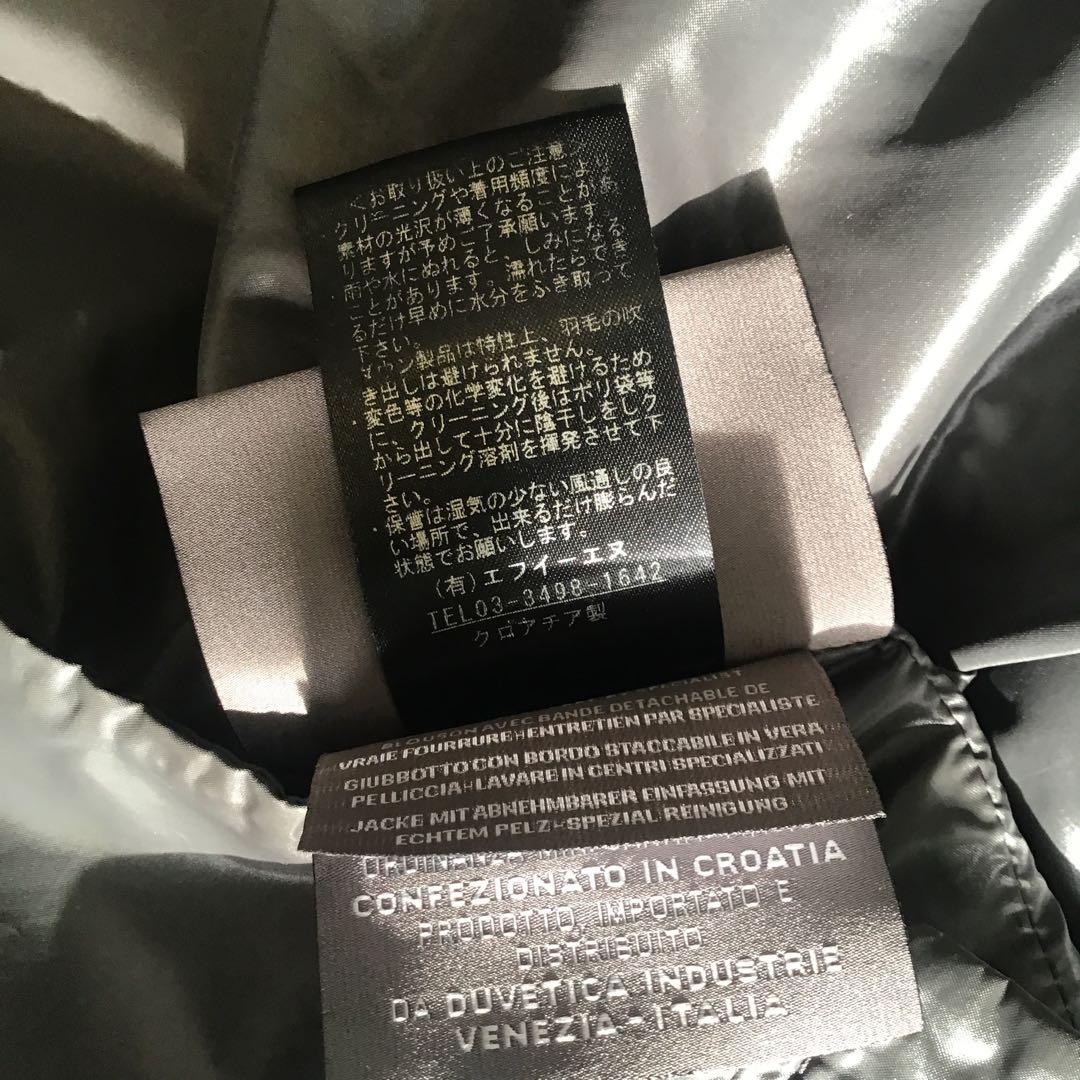 くお取り扱い上のご注意
クリーニングや着用頻度によ
素材の光沢が薄くなることが
りますが予めご了承願います
雨や水にぬれると、しみになる
ことがあります。濡れたらでき
るだけ早めに水分をふき取って
下さい。
ダウン製品は特性上、羽毛の吹
き出しは避けられません。
・変色等の化学変化を避けるため
に、クリーニング後はポリ袋等
から出して十分に陰干しをしク
リーニング溶剤を揮発させて下
さい。
・保管は湿気の少ない風通しの良
い場所で、出来るだけ膨らんだ
状態でお願いします。
(有)エフイーエヌ
TEL03-3498-1642
クロアチア製
BLOUSON AVEC BANDE DETACHABLE DE
VRAIE FOURRURE+ENTRETIEN PAR SPECIALISTE
GIUBBOTTO CON BORDO STACCABILE IN VERA
PELLICCIA+LAVARE IN CENTRI SPECIALIZZATI
JACKE MIT ABNEHMBARER EINFASSUNG MIT
ECHTEM PELZ+SPEZIAL REINIGUNG
CONFEZIONATO IN CROATIA
PRODOTTO, IMPORTATO E
DISTRIBUITO
DA DUVETICA INDUSTRIE
VENEZIA-ITALIA